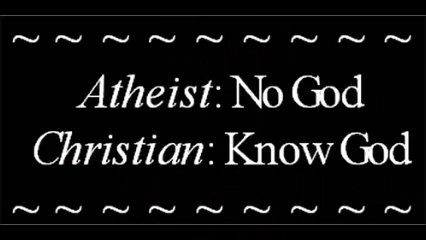 ~ ~ ~ ~ ~ ~ ~ ~ ~
Atheist: No God
Christian: Know God
~ ~ ~ ~ ~ ~ ~ ~ ~